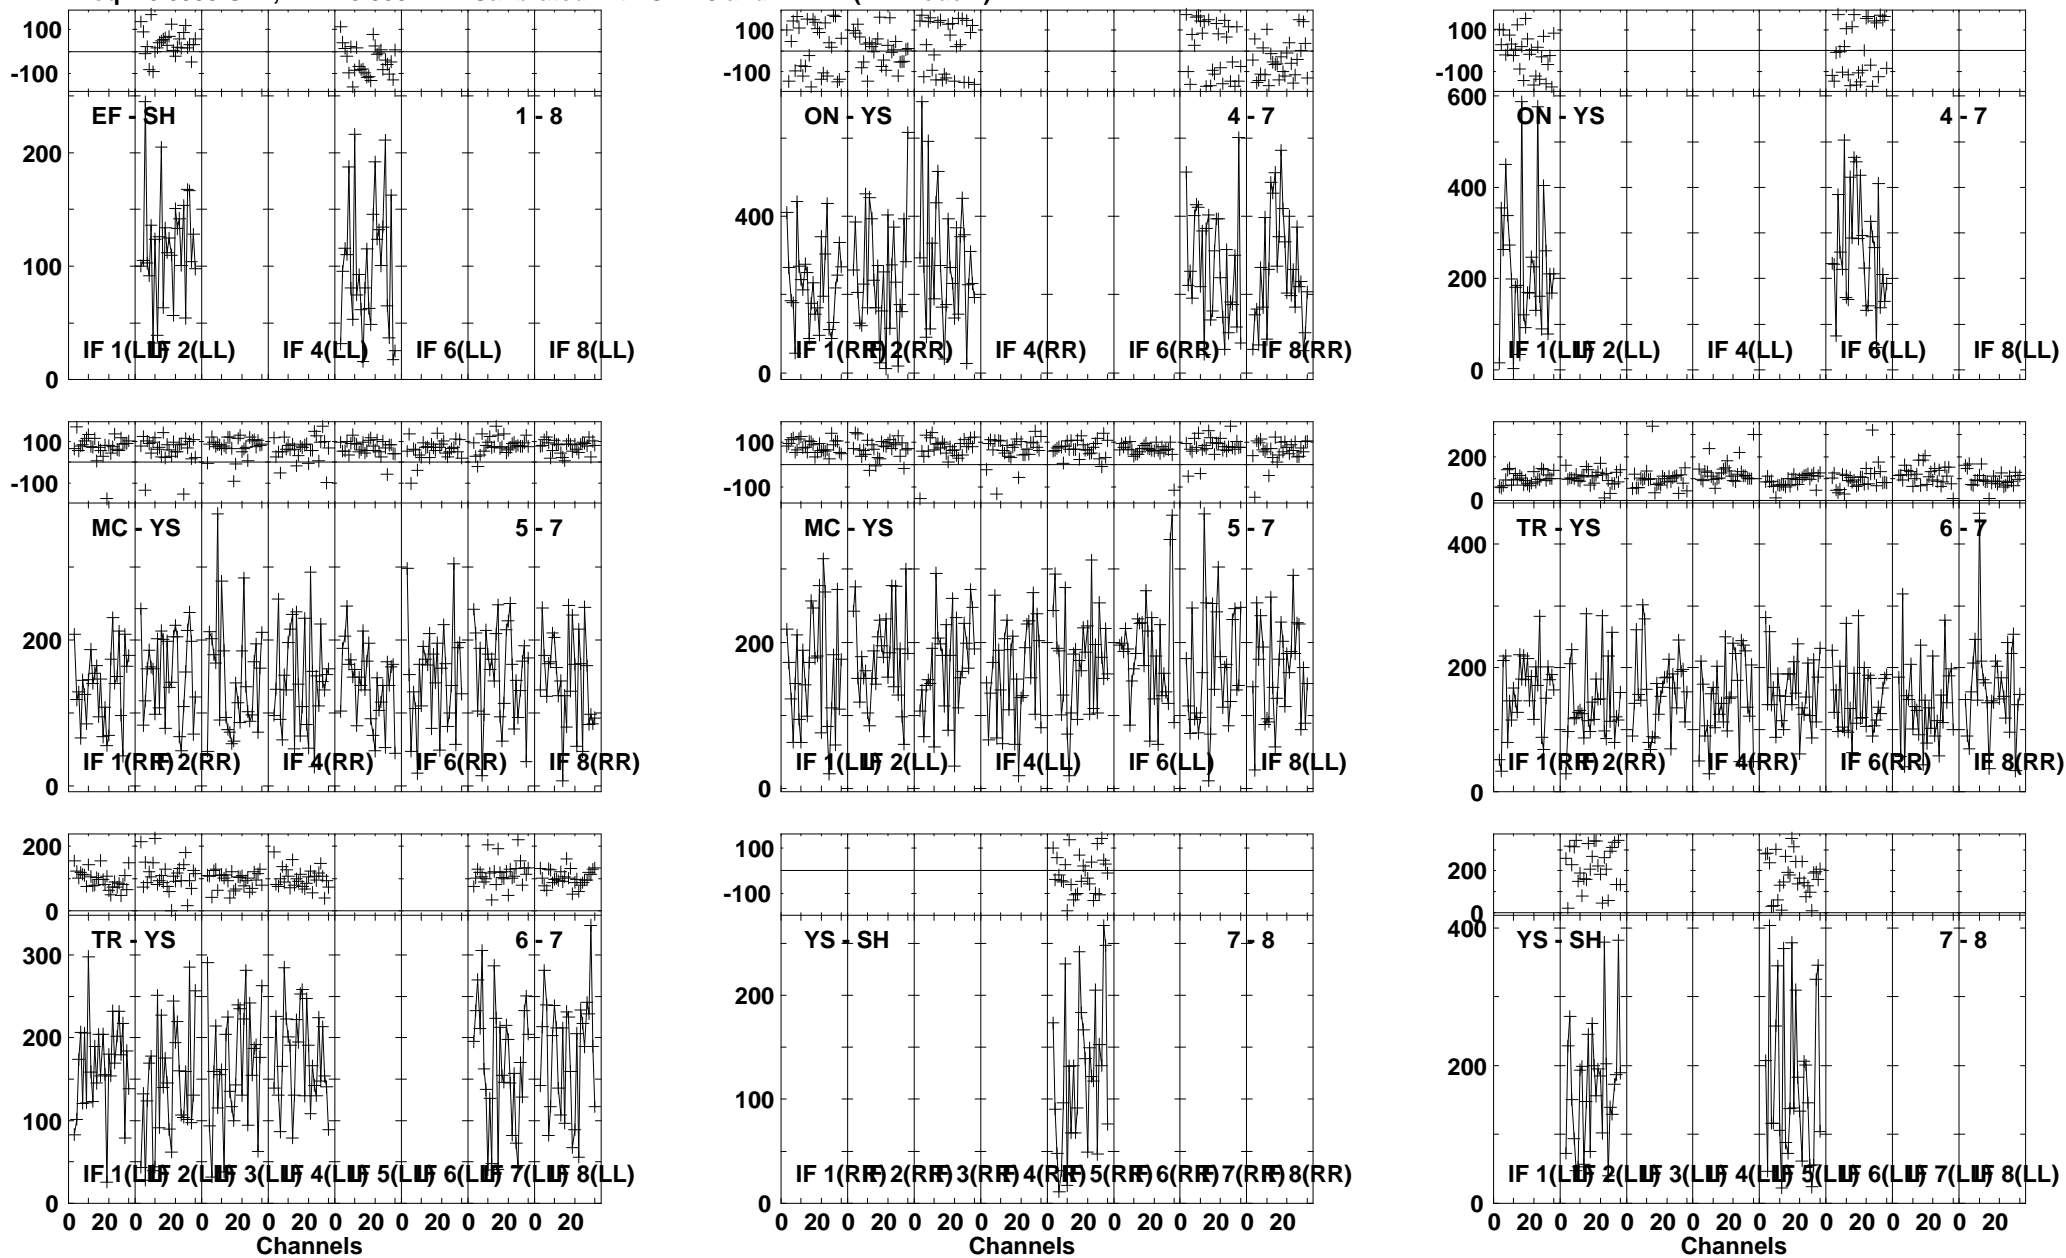 100
-100
EF - SH 1 - 8
200
100
0
IF 1(LL) IF 2(LL) IF 4(LL) IF 6(LL) IF 8(LL)
100
-100
ON - YS 4 - 7
400
0
IF 1(RR) IF 2(RR) IF 4(RR) IF 6(RR) IF 8(RR)
100
-100
600
ON - YS 4 - 7
400
200
0
IF 1(LL) IF 2(LL) IF 4(LL) IF 6(LL) IF 8(LL)
100
-100
MC - YS 5 - 7
200
0
IF 1(RR) IF 2(RR) IF 4(RR) IF 6(RR) IF 8(RR)
100
-100
MC - YS 5 - 7
200
0
IF 1(LL) IF 2(LL) IF 4(LL) IF 6(LL) IF 8(LL)
200
0
TR - YS 6 - 7
400
200
0
IF 1(RR) IF 2(RR) IF 4(RR) IF 6(RR) IF 8(RR)
200
0
TR - YS 6 - 7
300
200
100
0
IF 1(LL) IF 2(LL) IF 3(LL) IF 4(LL) IF 5(LL) IF 6(LL) IF 7(LL) IF 8(LL)
0 20 0 20 0 20 0 20 0 20 0 20 0 20 0 20
Channels
100
-100
YS - SH 7 - 8
200
100
0
IF 1(RR) IF 2(RR) IF 3(RR) IF 4(RR) IF 5(RR) IF 6(RR) IF 7(RR) IF 8(RR)
0 20 0 20 0 20 0 20 0 20 0 20 0 20 0 20
Channels
200
0
400
YS - SH 7 - 8
200
0
IF 1(LL) IF 2(LL) IF 3(LL) IF 4(LL) IF 5(LL) IF 6(LL) IF 7(LL) IF 8(LL)
0 20 0 20 0 20 0 20 0 20 0 20 0 20 0 20
Channels